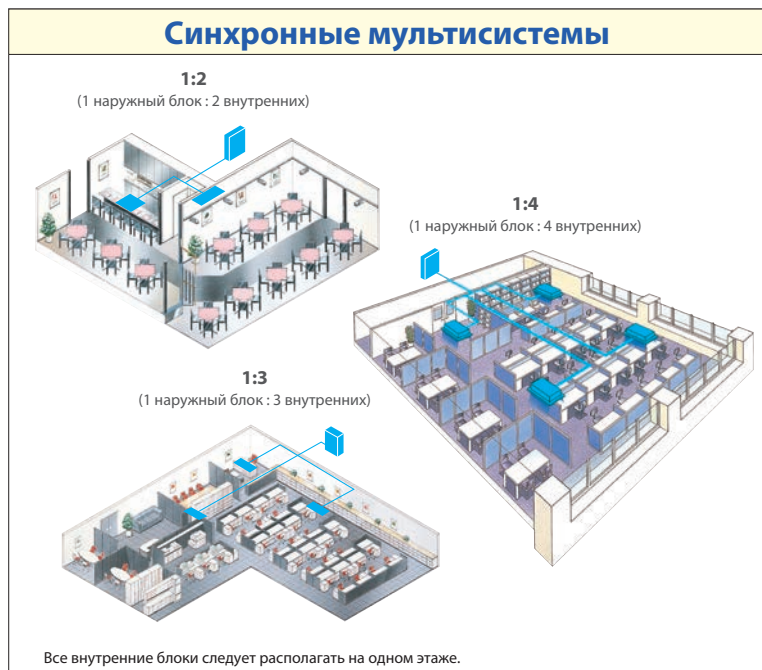 Синхронные мультисистемы
1:2
(1 наружный блок : 2 внутренних)
1:4
(1 наружный блок : 4 внутренних)
1:3
(1 наружный блок : 3 внутренних)
Все внутренние блоки следует располагать на одном этаже.